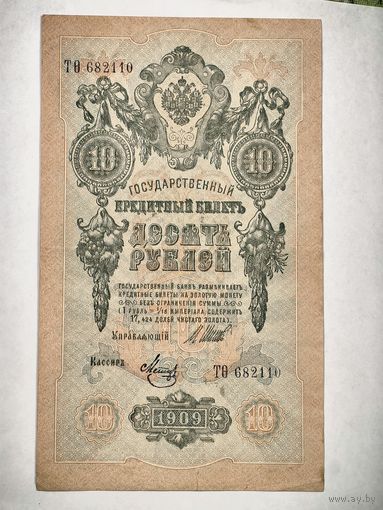 ТѲ 682110
10 10
ГОСУДАРСТВЕННЫЙ
КРЕДИТНЫЙ БИЛЕТЪ
ДЕСЯТЬ
РУБЛЕЙ
ГОСУДАРСТВЕННЫЙ БАНКЪ РАЗМѢНИВАЕТЪ
КРЕДИТНЫЕ БИЛЕТЫ НА ЗОЛОТУЮ МОНЕТУ
БЕЗЪ ОГРАНИЧЕНІЯ СУММЫ
(1 РУБЛЬ = 1/15 ИМПЕРІАЛА, СОДЕРЖИТЪ
17,424 ДОЛЕЙ ЧИСТАГО ЗОЛОТА).
Управляющій
Кассиръ
ТѲ 682110
10 1909 10
www.ay.by